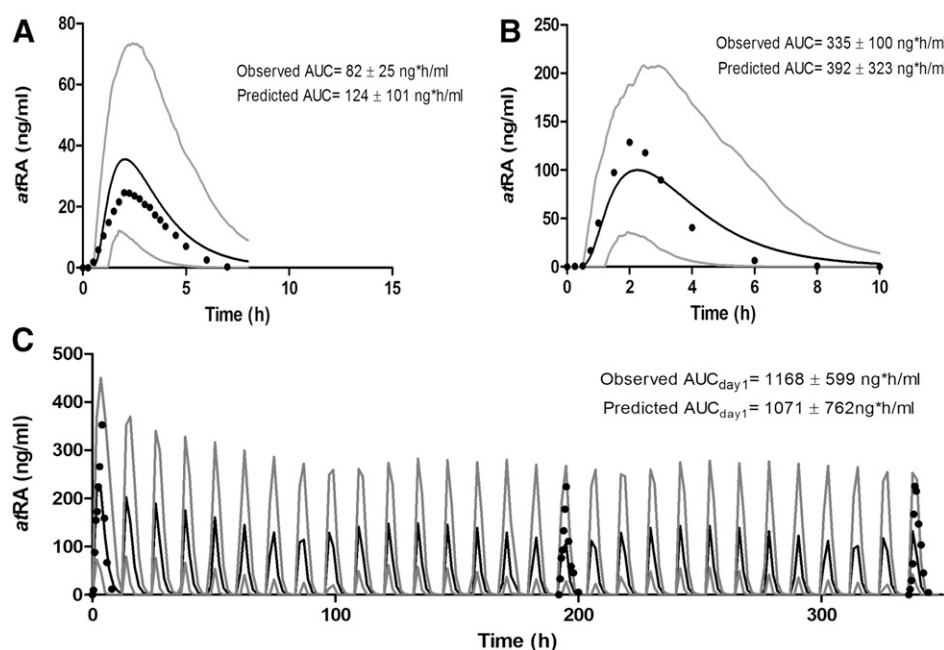 A
80
60
40
20
0
atRA (ng/ml)
Observed AUC= 82 ± 25 ng*h/ml
Predicted AUC= 124 ± 101 ng*h/ml
0 5 10 15
Time (h)
B
250
200
150
100
50
0
atRA (ng/ml)
Observed AUC= 335 ± 100 ng*h/ml
Predicted AUC= 392 ± 323 ng*h/ml
0 2 4 6 8 10
Time (h)
C
500
400
300
200
100
0
atRA (ng/ml)
Observed AUCday1= 1168 ± 599 ng*h/ml
Predicted AUCday1= 1071 ± 762ng*h/ml
0 100 200 300
Time (h)